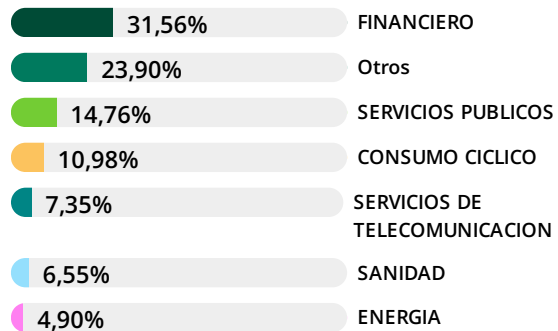 31,56% FINANCIERO
23,90% Otros
14,76% SERVICIOS PUBLICOS
10,98% CONSUMO CICLICO
7,35% SERVICIOS DE
TELECOMUNICACION
6,55% SANIDAD
4,90% ENERGIA